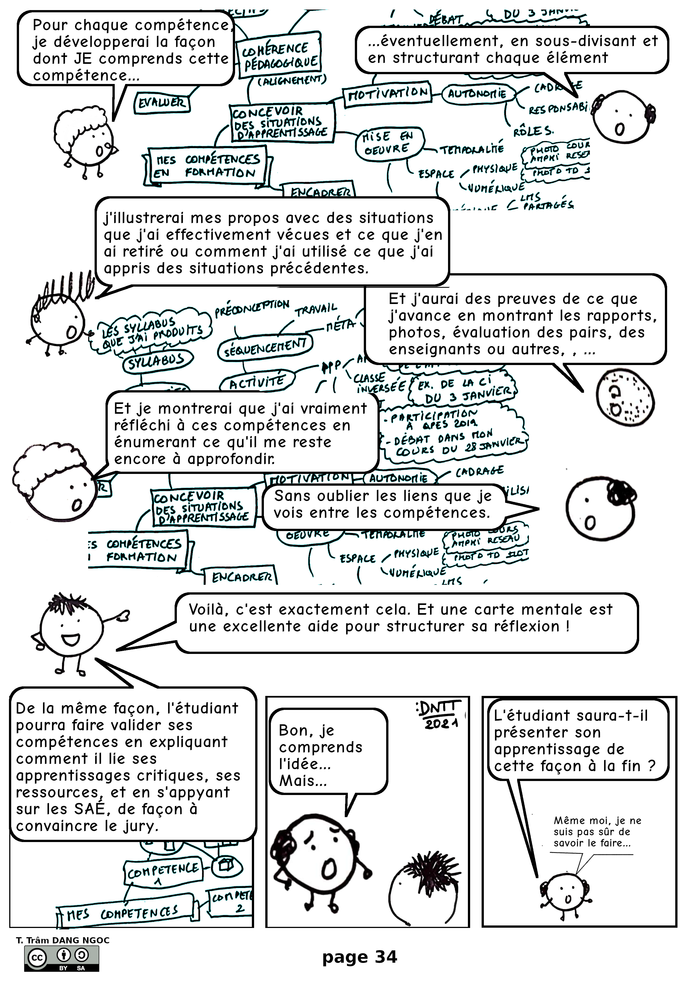 Pour chaque compétence,
je développerai la façon
dont JE comprends cette
compétence...
...éventuellement, en sous-divisant et
en structurant chaque élément
DÉBAT
DU 3 JANVIER
COHÉRENCE
PÉDAGOGIQUE
(ALIGNEMENT)
EVALUER
MOTIVATION
AUTONOMIE
CADRAGE
RESPONSABI
RÔLES.
CONCEVOIR
DES SITUATIONS
D'APPRENTISSAGE
MISE EN
OEUVRE
TEMPORALITÉ
ESPACE
PHYSIQUE
NUMÉRIQUE
PHOTO COUR
AMPHI RESEA
PHOTO TD
LMS
PARTAGÉS
MES COMPÉTENCES
EN FORMATION
ENCADRER
j'illustrerai mes propos avec des situations
que j'ai effectivement vécues et ce que j'en
ai retiré ou comment j'ai utilisé ce que j'ai
appris des situations précédentes.
Et j'aurai des preuves de ce que
j'avance en montrant les rapports,
photos, évaluation des pairs, des
enseignants ou autres, , ...
LES SYLLABUS
QUE J'AI PRODUITS
SYLLABUS
PRÉCONCEPTION
TRAVAIL
MÉTA-
SÉQUENCEMENT
ACTIVITÉ
APP
CLASSE
INVERSÉE
EX. DE LA CI
DU 3 JANVIER
- PARTICIPATION
À QPES 2019
- DÉBAT DANS MON
COURS DU 28 JANVIER
Et je montrerai que j'ai vraiment
réfléchi à ces compétences en
énumerant ce qu'il me reste
encore à approfondir.
MOTIVATION
AUTONOMIE
CADRAGE
Sans oublier les liens que je
vois entre les compétences.
CONCEVOIR
DES SITUATIONS
D'APPRENTISSAGE
OEUVRE
TEMPORALITÉ
ESPACE
PHYSIQUE
NUMÉRIQUE
PHOTO COURS
AMPHI RESEAU
PHOTO TD SLOT
LMS
ES COMPÉTENCES
FORMATION
ENCADRER
Voilà, c'est exactement cela. Et une carte mentale est
une excellente aide pour structurer sa réflexion !
De la même façon, l'étudiant
pourra faire valider ses
compétences en expliquant
comment il lie ses
apprentissages critiques, ses
ressources, et en s'appyant
sur les SAÉ, de façon à
convaincre le jury.
COMPETENCE
1
MES COMPÉTENCES
COMPETE
2
:DNTT
2021
Bon, je
comprends
l'idée...
Mais...
L'étudiant saura-t-il
présenter son
apprentissage de
cette façon à la fin ?
Même moi, je ne
suis pas sûr de
savoir le faire...
T. Trâm DANG NGOC
CC BY SA
page 34